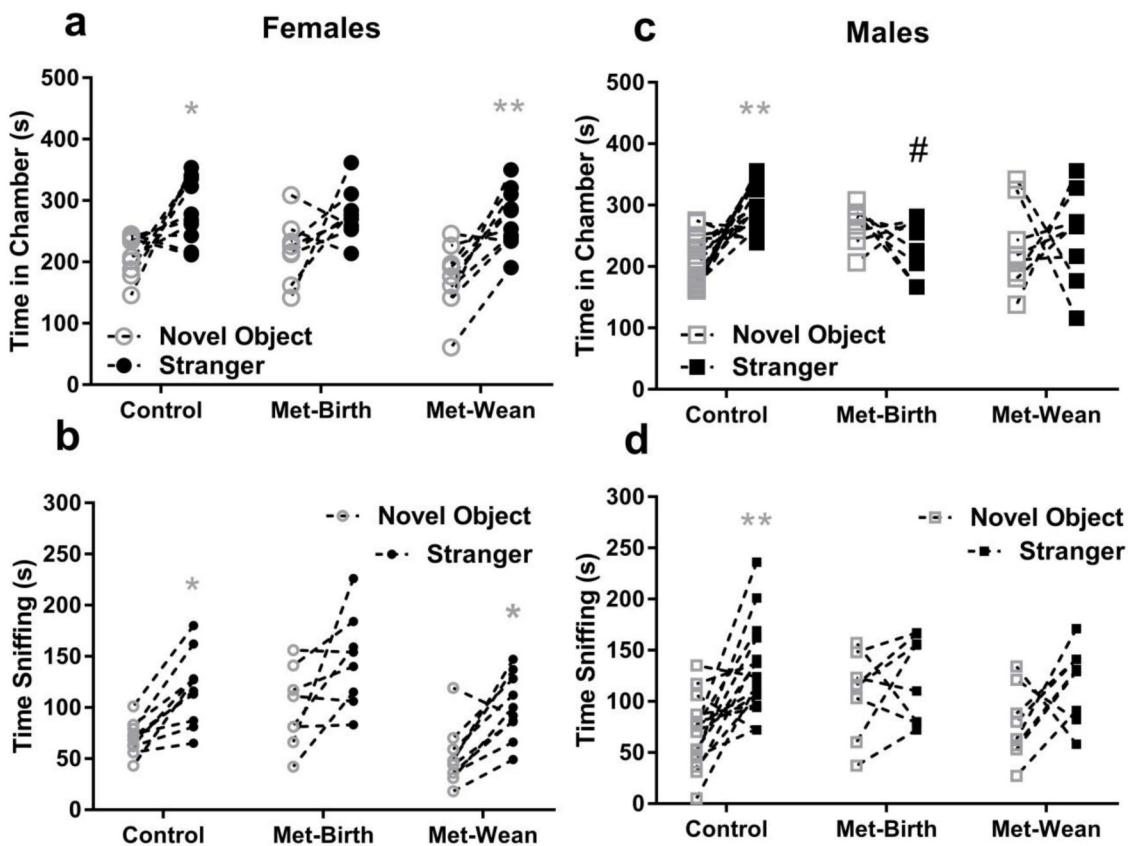 a
Females
Time in Chamber (s)
500
400
300
200
100
0
*
**
Novel Object
Stranger
Control
Met-Birth
Met-Wean
c
Males
Time in Chamber (s)
500
400
300
200
100
0
**
#
Novel Object
Stranger
Control
Met-Birth
Met-Wean
b
Time Sniffing (s)
300
250
200
150
100
50
0
Novel Object
Stranger
*
*
Control
Met-Birth
Met-Wean
d
Time Sniffing (s)
300
250
200
150
100
50
0
**
Novel Object
Stranger
Control
Met-Birth
Met-Wean